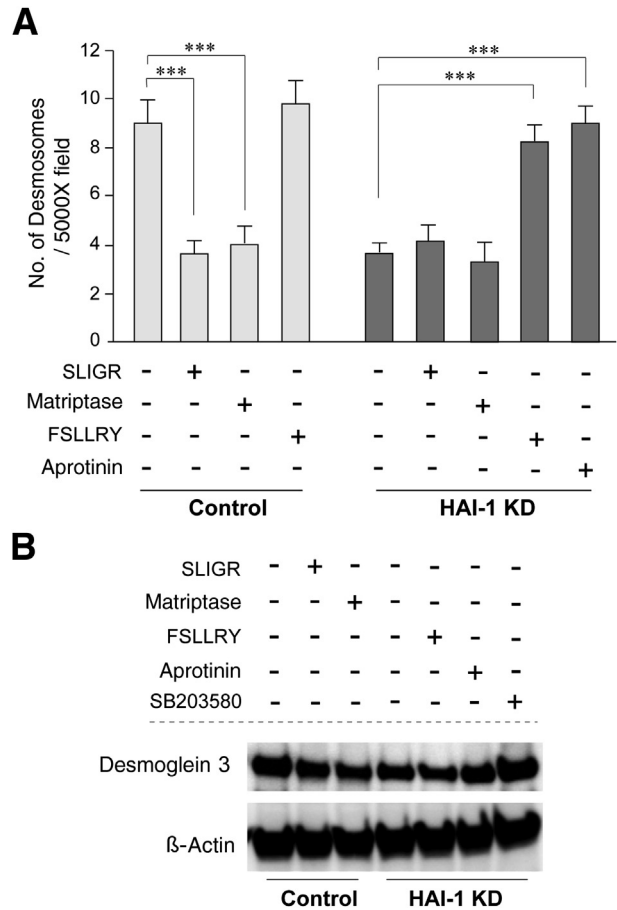 A
12
10
8
6
4
2
0
No. of Desmosomes
/ 5000X field
*** ***
*** ***
SLIGR - + - - - + - - -
Matriptase - - + - - - + - -
FSLLRY - - - + - - - + -
Aprotinin - - - - - - - - +
Control HAI-1 KD
B
SLIGR - + - - - - -
Matriptase - - + - - - -
FSLLRY - - - - + - -
Aprotinin - - - - - + -
SB203580 - - - - - - +
Desmoglein 3
ß-Actin
Control HAI-1 KD